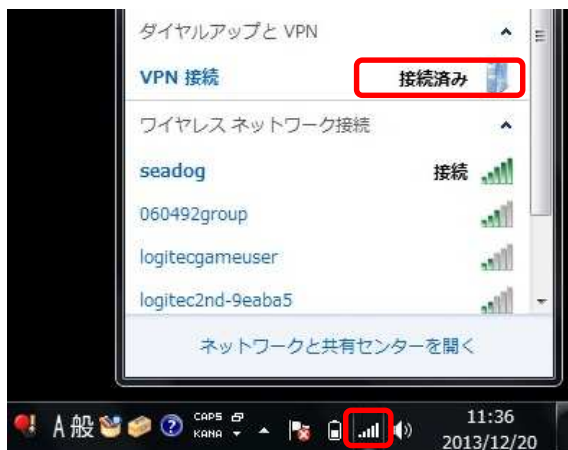 ダイヤルアップと VPN
VPN 接続 接続済み
ワイヤレス ネットワーク接続
seadog 接続
060492group
logitecgameuser
logitec2nd-9eaba5
ネットワークと共有センターを開く
A 般 CAPS KANA 11:36
2013/12/20